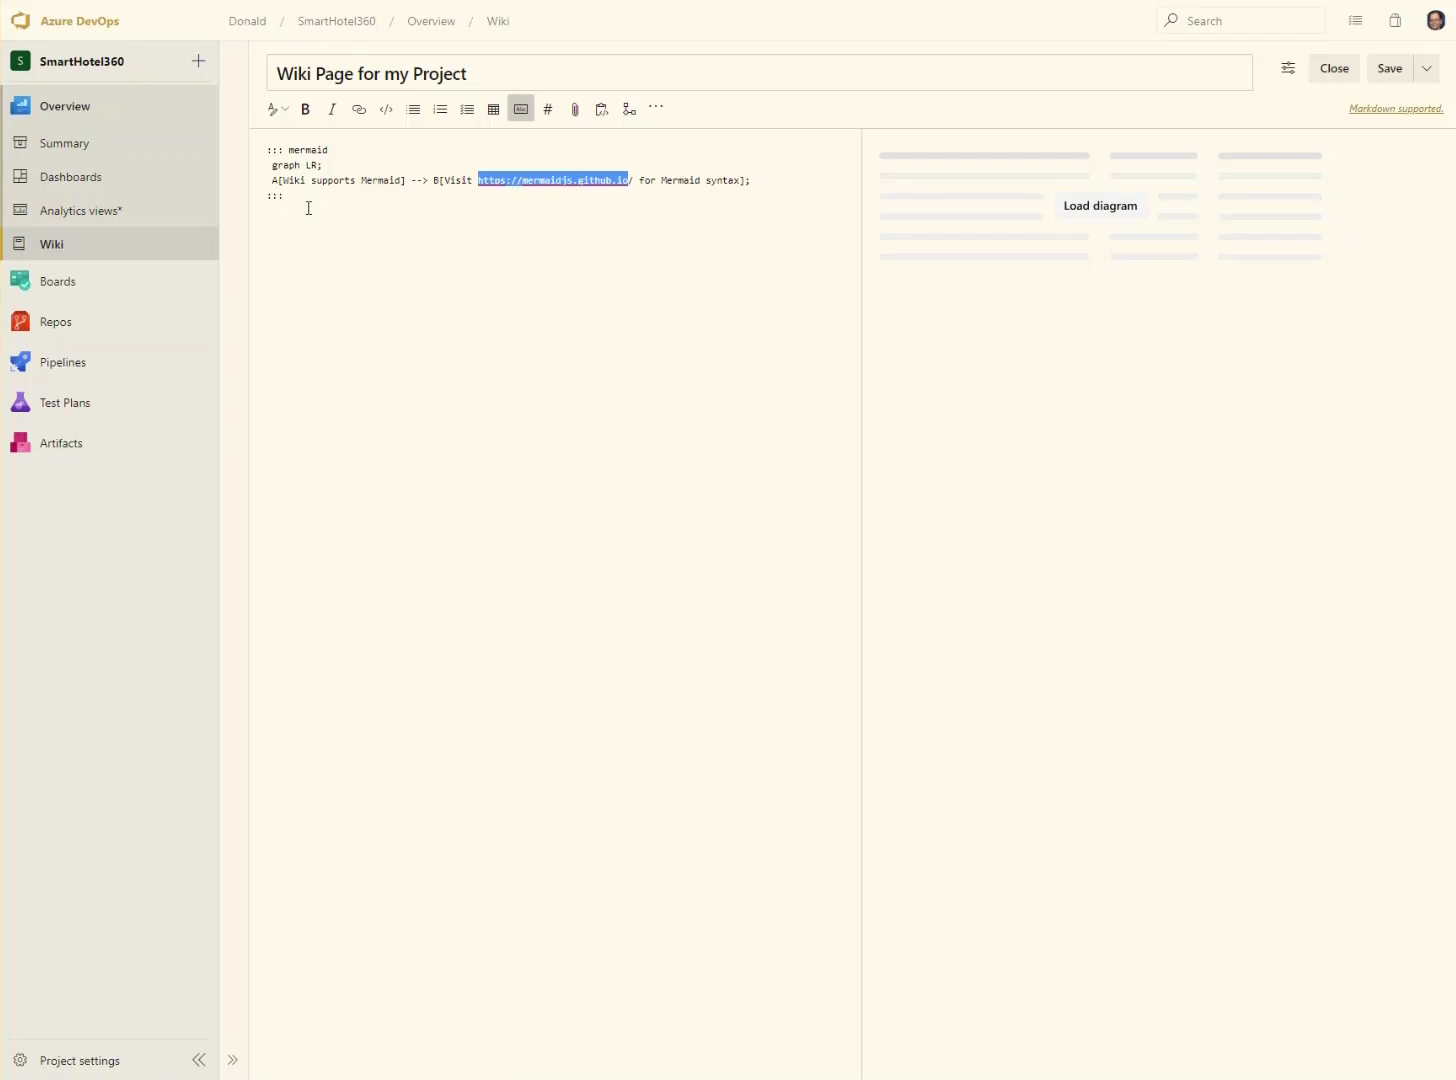 Azure DevOps
Donald / SmartHotel360 / Overview / Wiki
Search
S SmartHotel360
Overview
Summary
Dashboards
Analytics views*
Wiki
Boards
Repos
Pipelines
Test Plans
Artifacts
Project settings
Wiki Page for my Project
Close
Save
B I </> Abc # ...
Markdown supported.
::: mermaid
graph LR;
A[Wiki supports Mermaid] --> B[Visit https://mermaidjs.github.io/ for Mermaid syntax];
:::
Load diagram